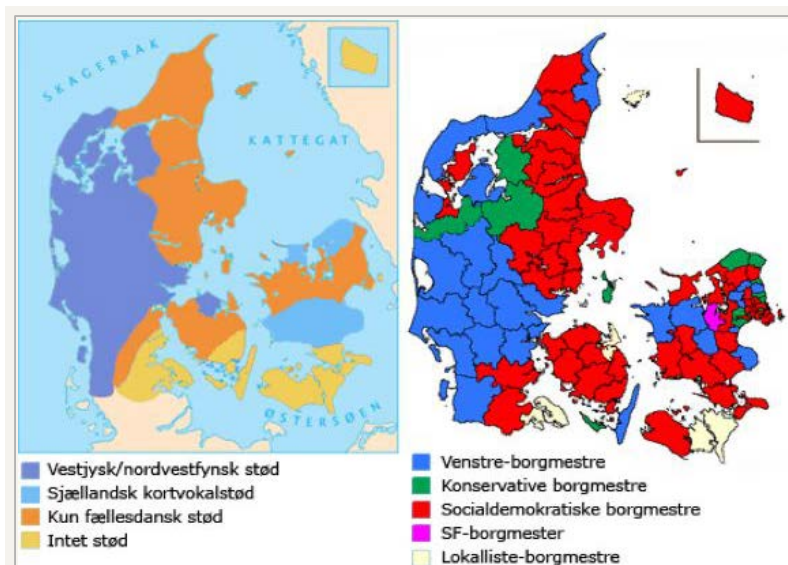 SKAGERRAK
KATTEGAT
ØSTERSØEN
Vestjysk/nordvestfynsk stød
Sjællandsk kortvokalstød
Kun fællesdansk stød
Intet stød
Venstre-borgmestre
Konservative borgmestre
Socialdemokratiske borgmestre
SF-borgmester
Lokalliste-borgmestre